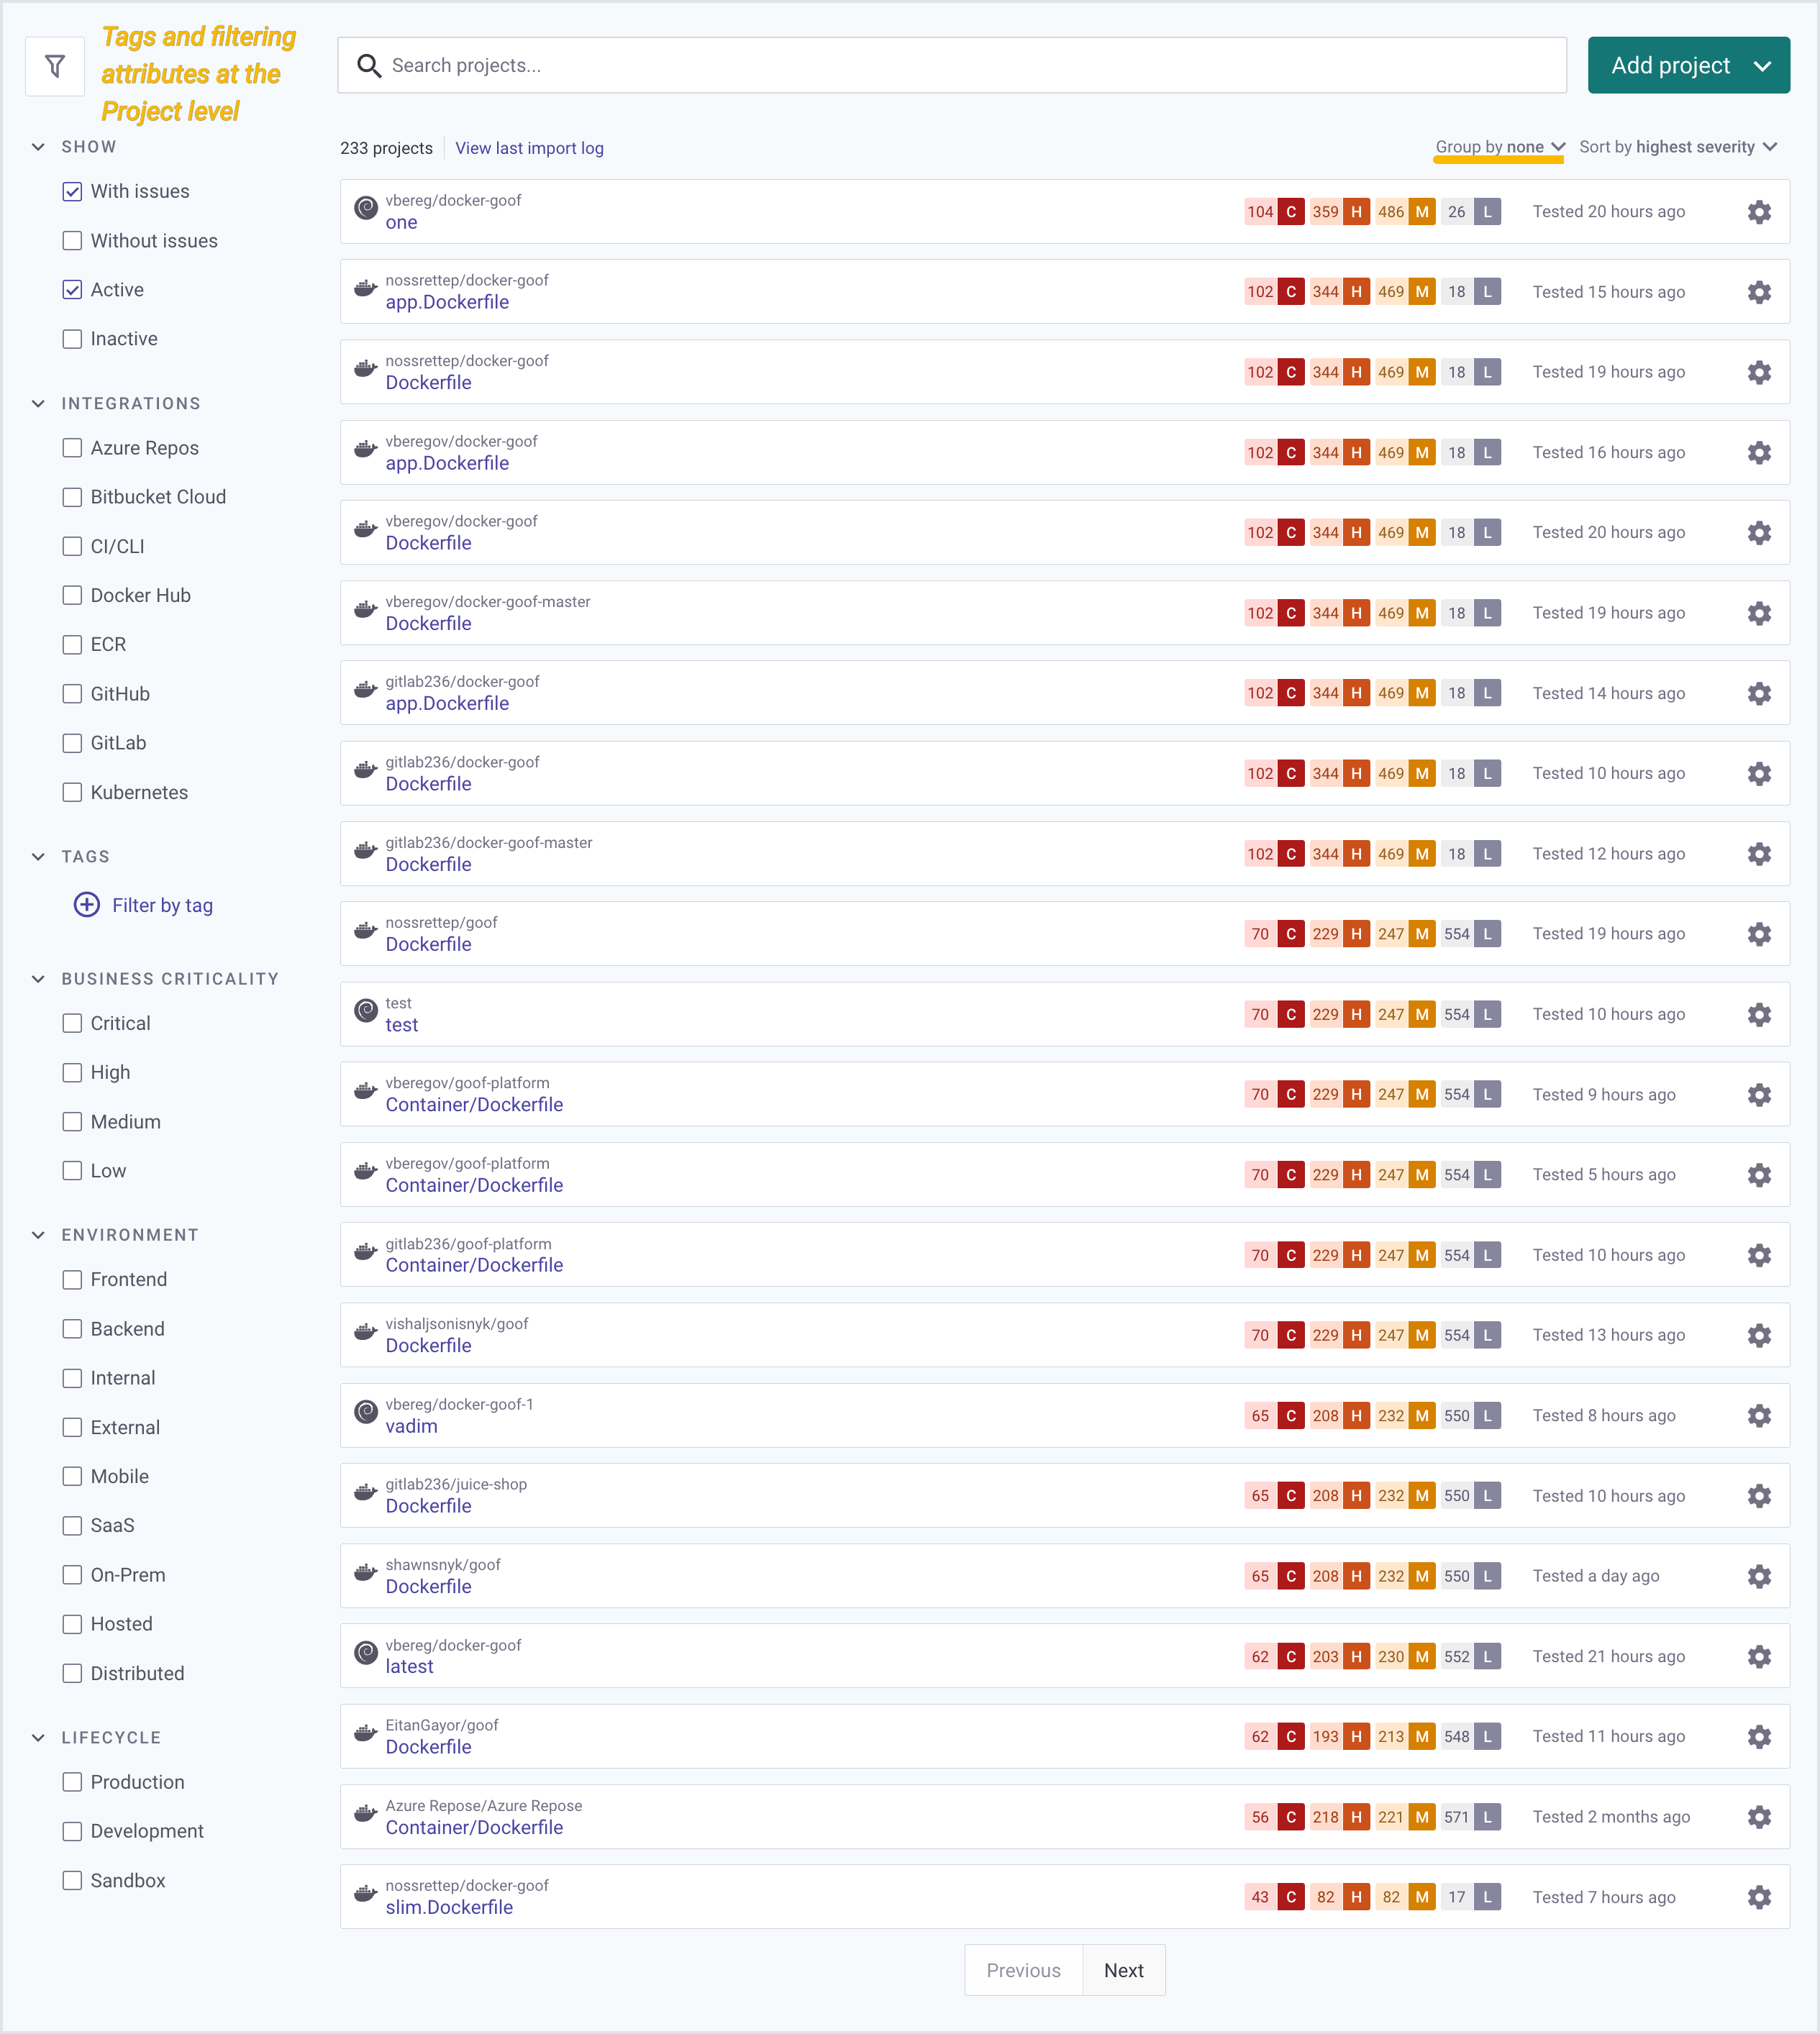 Tags and filtering
attributes at the
Project level
Search projects...
Add project
SHOW
With issues
Without issues
Active
Inactive
INTEGRATIONS
Azure Repos
Bitbucket Cloud
CI/CLI
Docker Hub
ECR
GitHub
GitLab
Kubernetes
TAGS
Filter by tag
BUSINESS CRITICALITY
Critical
High
Medium
Low
ENVIRONMENT
Frontend
Backend
Internal
External
Mobile
SaaS
On-Prem
Hosted
Distributed
LIFECYCLE
Production
Development
Sandbox
233 projects View last import log Group by none Sort by highest severity
vbereg/docker-goof
one 104 C 359 H 486 M 26 L Tested 20 hours ago
nossrettep/docker-goof
app.Dockerfile 102 C 344 H 469 M 18 L Tested 15 hours ago
nossrettep/docker-goof
Dockerfile 102 C 344 H 469 M 18 L Tested 19 hours ago
vberegov/docker-goof
app.Dockerfile 102 C 344 H 469 M 18 L Tested 16 hours ago
vberegov/docker-goof
Dockerfile 102 C 344 H 469 M 18 L Tested 20 hours ago
vberegov/docker-goof-master
Dockerfile 102 C 344 H 469 M 18 L Tested 19 hours ago
gitlab236/docker-goof
app.Dockerfile 102 C 344 H 469 M 18 L Tested 14 hours ago
gitlab236/docker-goof
Dockerfile 102 C 344 H 469 M 18 L Tested 10 hours ago
gitlab236/docker-goof-master
Dockerfile 102 C 344 H 469 M 18 L Tested 12 hours ago
nossrettep/goof
Dockerfile 70 C 229 H 247 M 554 L Tested 19 hours ago
test
test 70 C 229 H 247 M 554 L Tested 10 hours ago
vberegov/goof-platform
Container/Dockerfile 70 C 229 H 247 M 554 L Tested 9 hours ago
vberegov/goof-platform
Container/Dockerfile 70 C 229 H 247 M 554 L Tested 5 hours ago
gitlab236/goof-platform
Container/Dockerfile 70 C 229 H 247 M 554 L Tested 10 hours ago
vishaljsonisnyk/goof
Dockerfile 70 C 229 H 247 M 554 L Tested 13 hours ago
vbereg/docker-goof-1
vadim 65 C 208 H 232 M 550 L Tested 8 hours ago
gitlab236/juice-shop
Dockerfile 65 C 208 H 232 M 550 L Tested 10 hours ago
shawnsnyk/goof
Dockerfile 65 C 208 H 232 M 550 L Tested a day ago
vbereg/docker-goof
latest 62 C 203 H 230 M 552 L Tested 21 hours ago
EitanGayor/goof
Dockerfile 62 C 193 H 213 M 548 L Tested 11 hours ago
Azure Repose/Azure Repose
Container/Dockerfile 56 C 218 H 221 M 571 L Tested 2 months ago
nossrettep/docker-goof
slim.Dockerfile 43 C 82 H 82 M 17 L Tested 7 hours ago
Previous Next